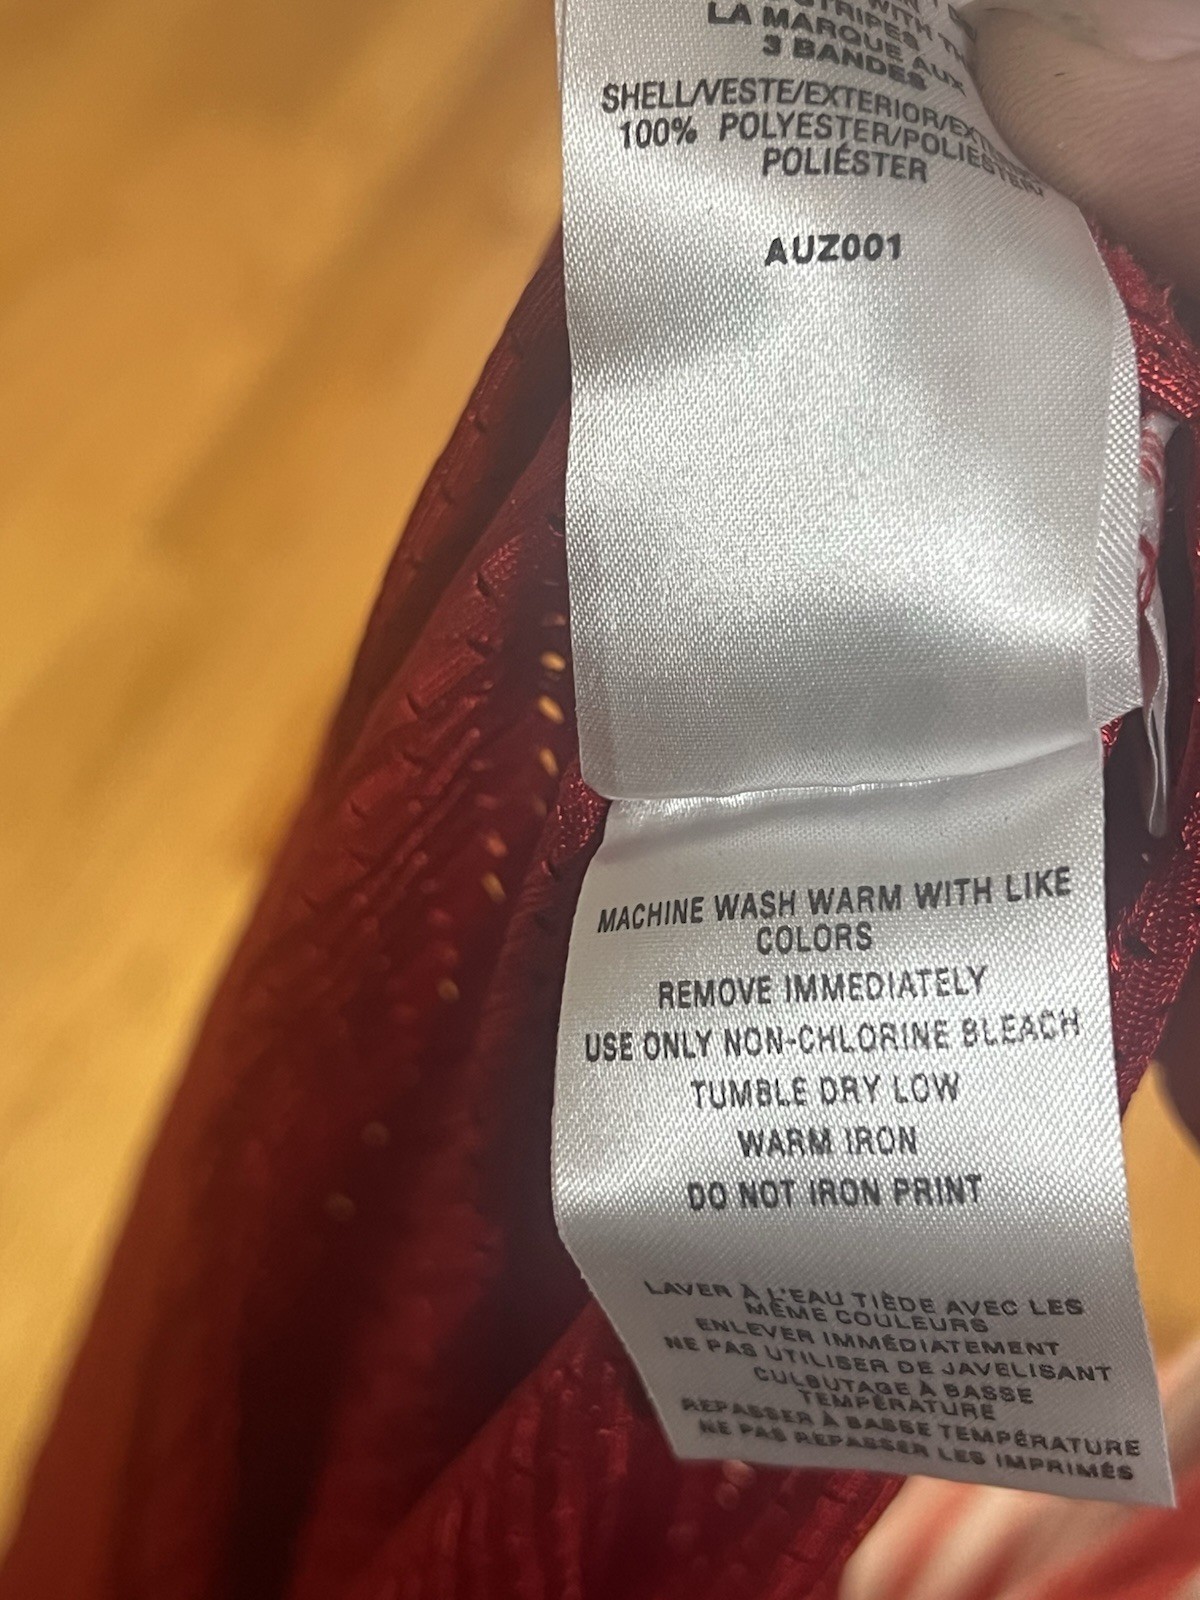 STRIPES
WITH
LA MARQUE AUX
3 BANDES
SHELL/VESTE/EXTERIOR/
100% POLYESTER/POLIESTER/
POLIÉSTER
AUZ001
MACHINE WASH WARM WITH LIKE
COLORS
REMOVE IMMEDIATELY
USE ONLY NON-CHLORINE BLEACH
TUMBLE DRY LOW
WARM IRON
DO NOT IRON PRINT
LAVER À L'EAU TIÈDE AVEC LES
MÊME COULEURS
ENLEVER IMMÉDIATEMENT
NE PAS UTILISER DE JAVELISANT
CULBUTAGE À BASSE
TEMPÉRATURE
REPASSER À BASSE TEMPÉRATURE
NE PAS REPASSER LES IMPRIMÉS